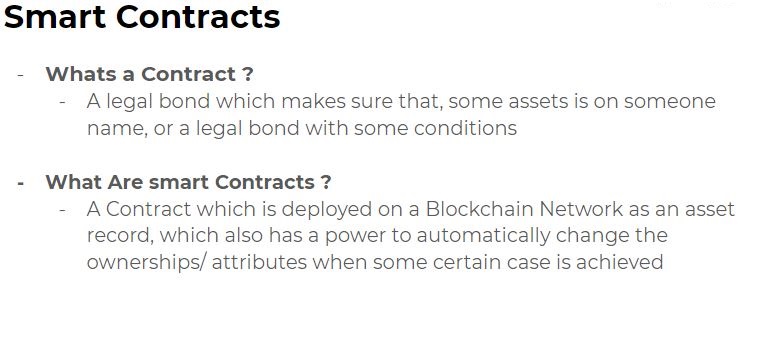 Smart Contracts
- Whats a Contract ?
- A legal bond which makes sure that, some assets is on someone
name, or a legal bond with some conditions
- What Are smart Contracts ?
- A Contract which is deployed on a Blockchain Network as an asset
record, which also has a power to automatically change the
ownerships/ attributes when some certain case is achieved